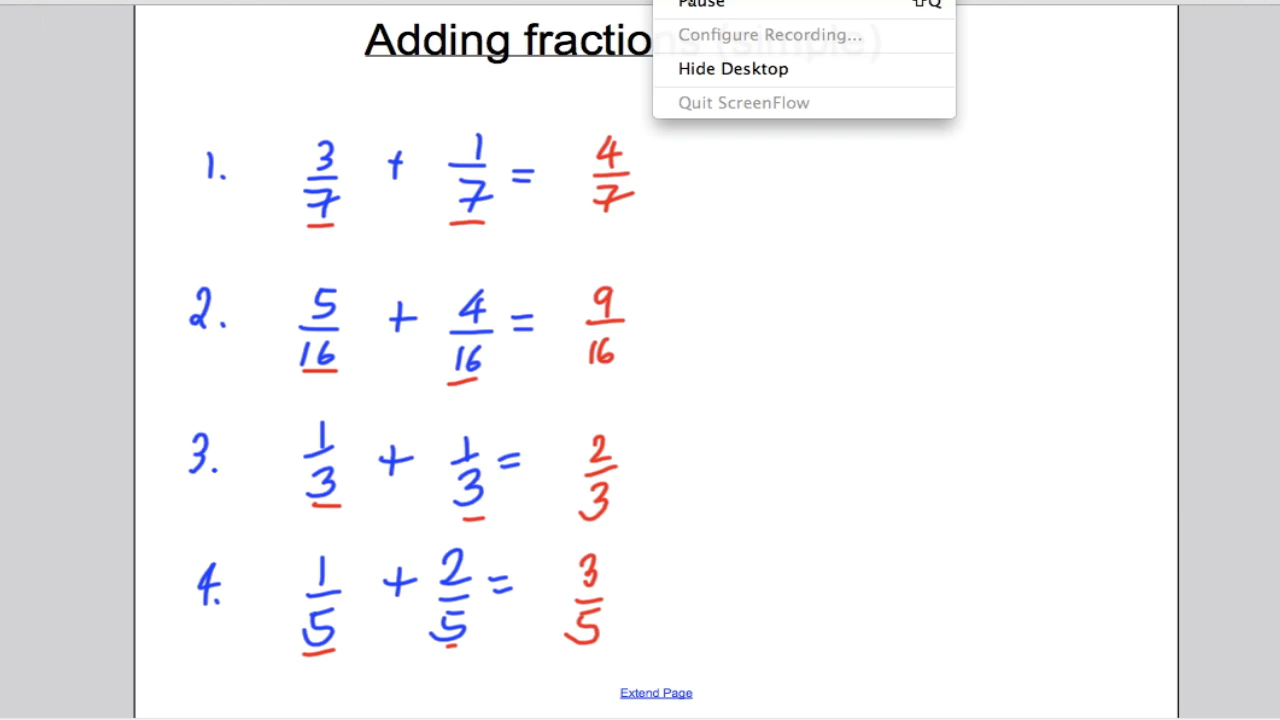 Adding fractions (simple)
Pause ⇧Q
Configure Recording...
Hide Desktop
Quit ScreenFlow
1. 3/7 + 1/7 = 4/7
2. 5/16 + 4/16 = 9/16
3. 1/3 + 1/3 = 2/3
4. 1/5 + 2/5 = 3/5
Extend Page